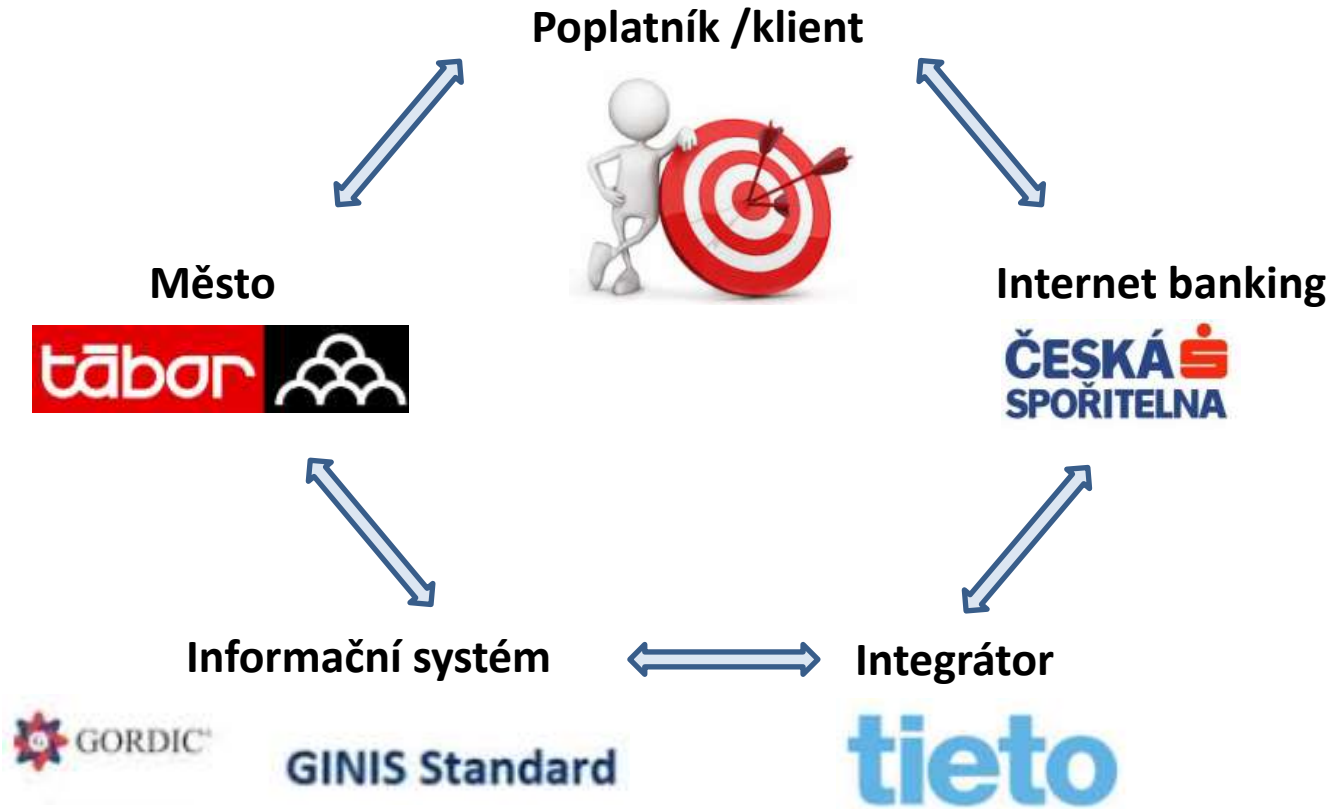 Poplatník /klient
Město
tābor
Internet banking
ČESKÁ
SPOŘITELNA
Informační systém
Integrátor
GORDIC®
GINIS Standard
tieto